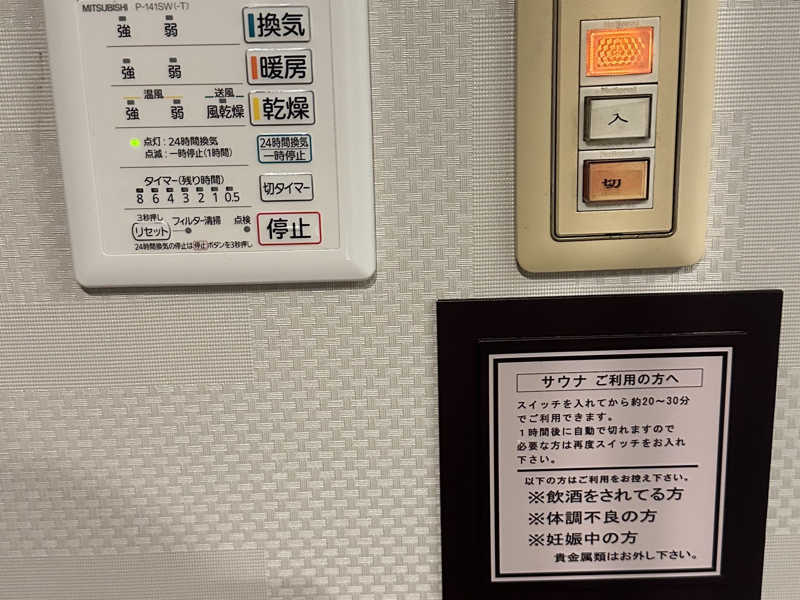 MITSUBISHI P-141SW(-T)
強 弱 換気
強 弱 暖房
温風 送風
強 弱 風乾燥 乾燥
点灯：24時間換気
点滅：一時停止(1時間)
24時間換気
一時停止
タイマー(残り時間)
8 6 4 3 2 1 0.5
切タイマー
3秒押し
リセット フィルター清掃 点検
停止
24時間換気の停止は停止ボタンを3秒押し
National
National
入
National
切
サウナ ご利用の方へ
スイッチを入れてから約20～30分
でご利用できます。
1時間後に自動で切れますので
必要な方は再度スイッチをお入れ
下さい。
以下の方はご利用をお控え下さい。
※飲酒をされてる方
※体調不良の方
※妊娠中の方
貴金属類はお外し下さい。